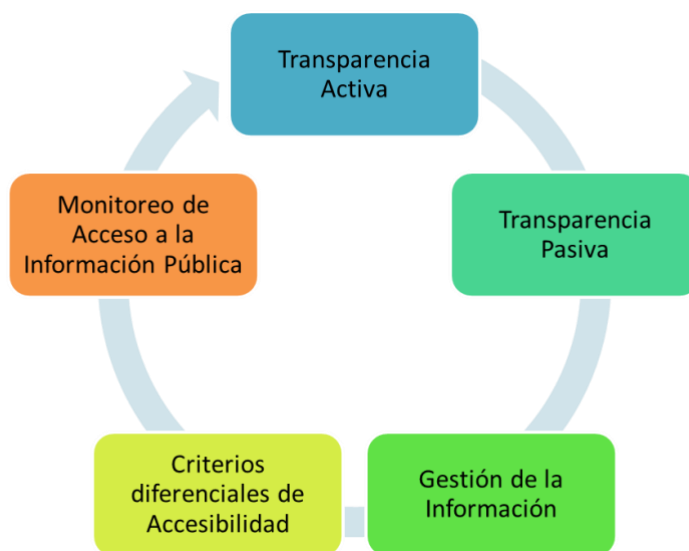 Transparencia
Activa
Transparencia
Pasiva
Gestión de la
Información
Criterios
diferenciales de
Accesibilidad
Monitoreo de
Acceso a la
Información Pública